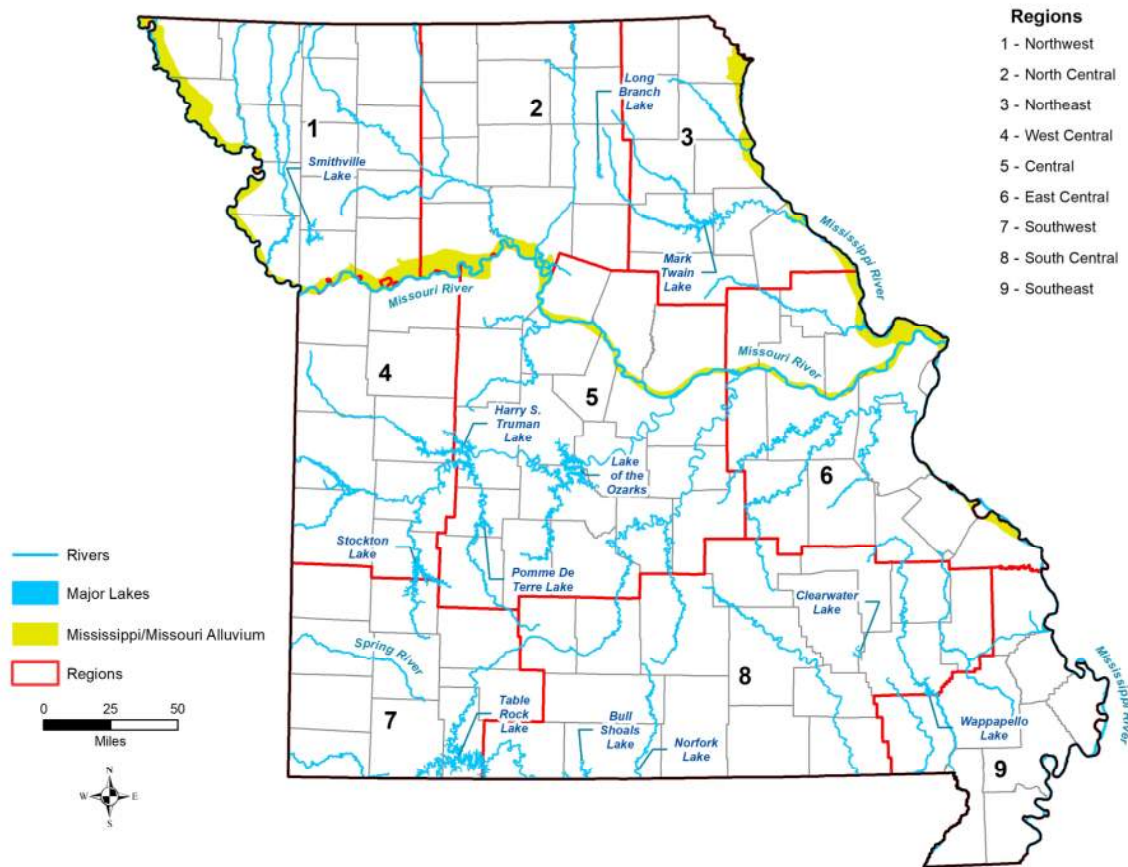 Regions
1 - Northwest
2 - North Central
3 - Northeast
4 - West Central
5 - Central
6 - East Central
7 - Southwest
8 - South Central
9 - Southeast
Long
Branch
Lake
2
1
3
Smithville
Lake
Mississippi River
Mark
Twain
Lake
Missouri River
Missouri River
4
5
Harry S.
Truman
Lake
Lake
of the
Ozarks
6
Stockton
Lake
Pomme De
Terre Lake
Clearwater
Lake
Rivers
Major Lakes
Mississippi/Missouri Alluvium
Regions
0 25 50
Miles
N
W E
S
Spring River
8
Mississippi River
7
Table
Rock
Lake
Bull
Shoals
Lake
Norfork
Lake
Wappapello
Lake
9